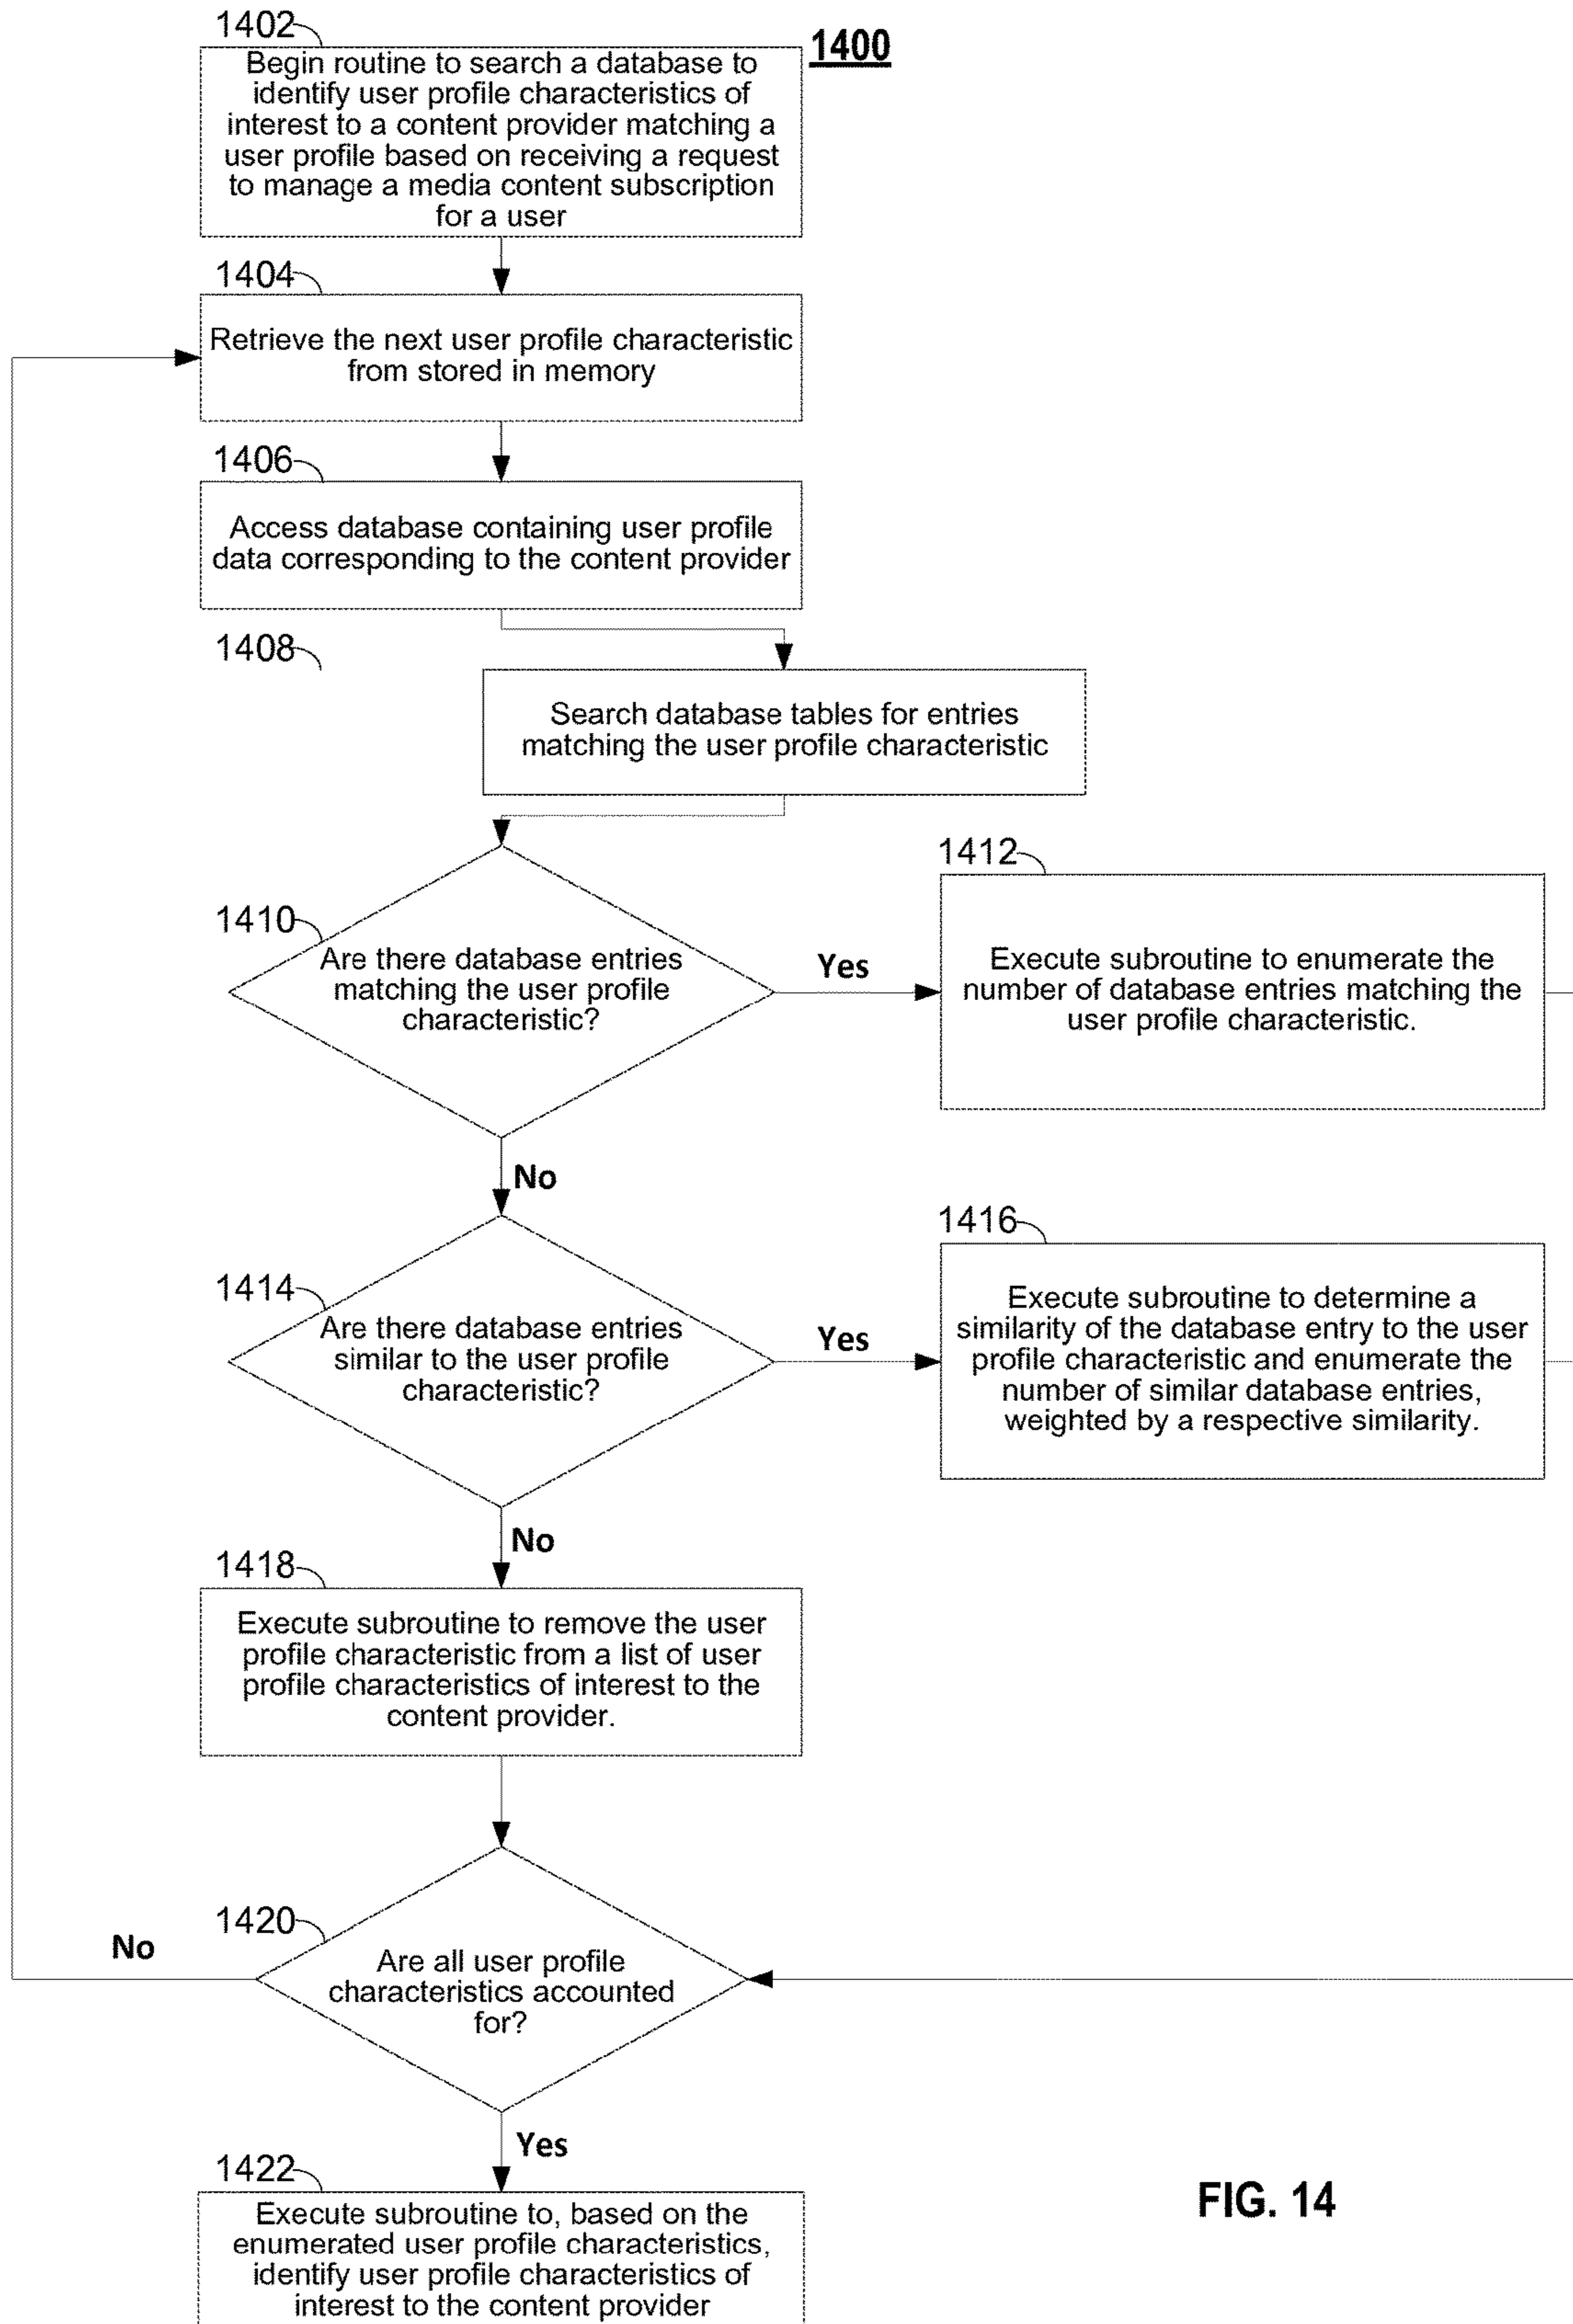 1402
1400
Begin routine to search a database to
identify user profile characteristics of
interest to a content provider matching a
user profile based on receiving a request
to manage a media content subscription
for a user
1404
Retrieve the next user profile characteristic
from stored in memory
1406
Access database containing user profile
data corresponding to the content provider
1408
Search database tables for entries
matching the user profile characteristic
1410
Are there database entries
matching the user profile
characteristic?
Yes
1412
Execute subroutine to enumerate the
number of database entries matching the
user profile characteristic.
No
1414
Are there database entries
similar to the user profile
characteristic?
Yes
1416
Execute subroutine to determine a
similarity of the database entry to the user
profile characteristic and enumerate the
number of similar database entries,
weighted by a respective similarity.
No
1418
Execute subroutine to remove the user
profile characteristic from a list of user
profile characteristics of interest to the
content provider.
1420
Are all user profile
characteristics accounted
for?
No
Yes
1422
Execute subroutine to, based on the
enumerated user profile characteristics,
identify user profile characteristics of
interest to the content provider
FIG. 14